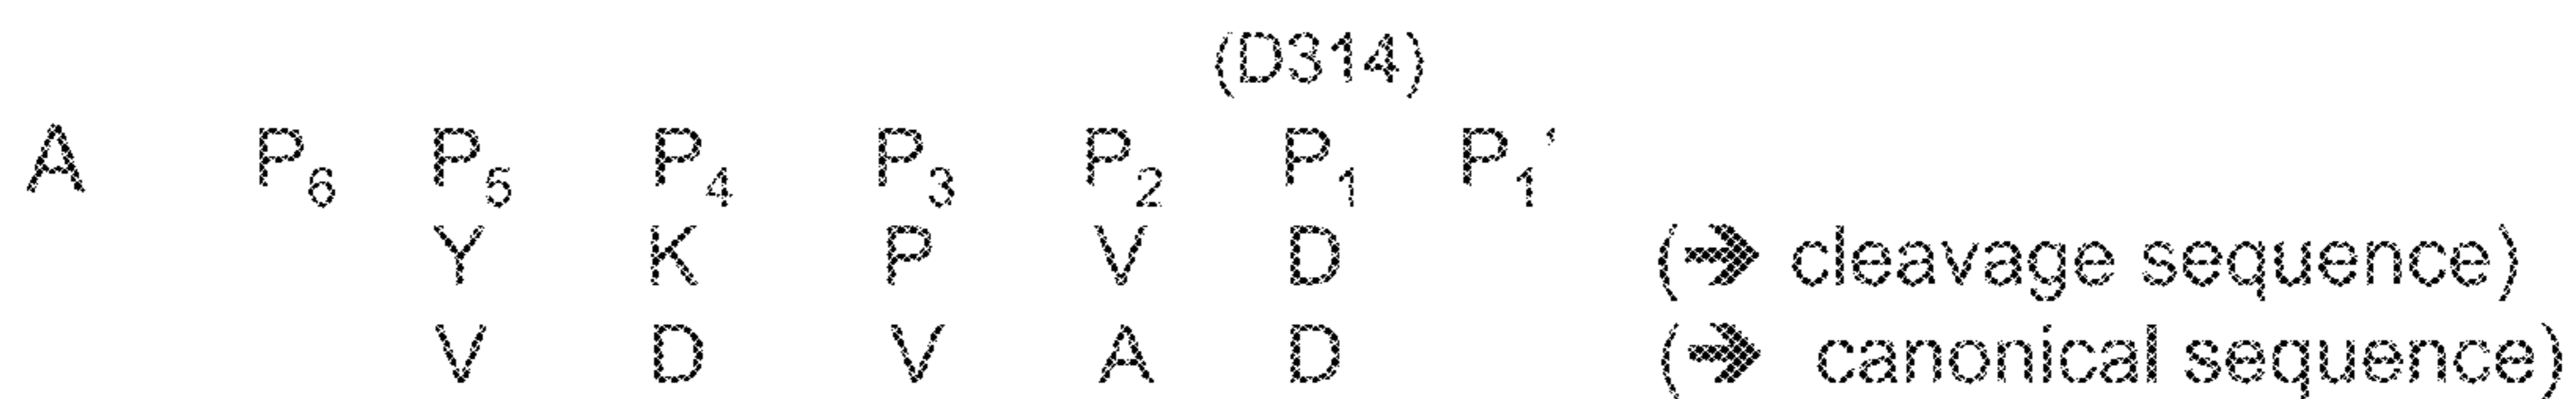 (D314)
A P6 P5 P4 P3 P2 P1 P1'
Y K P V D (➔ cleavage sequence)
V D V A D (➔ canonical sequence)